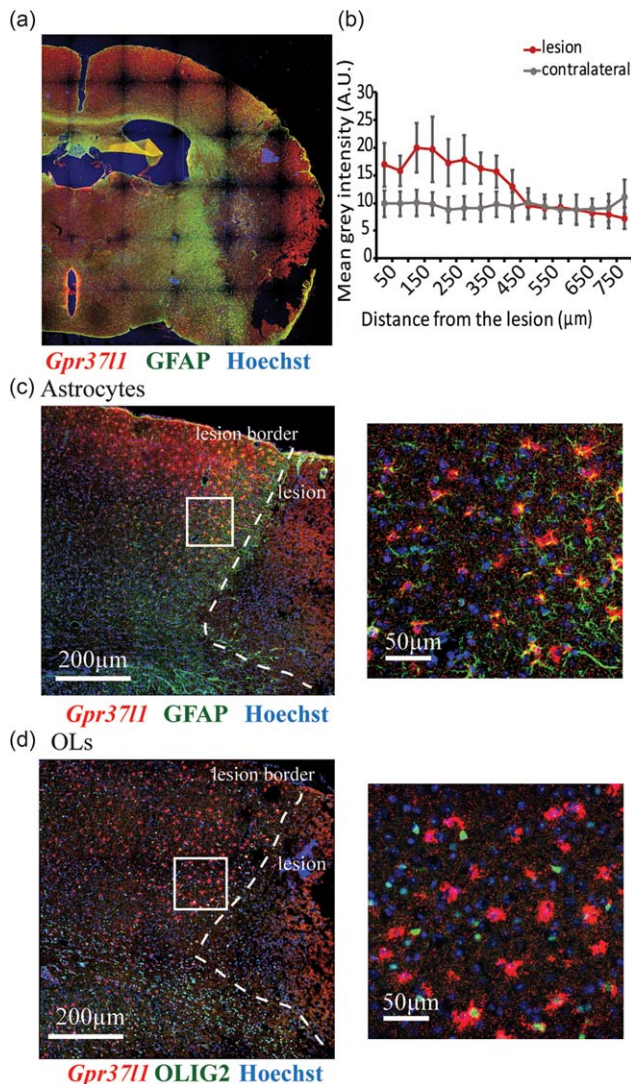 (a)
Gpr37l1 GFAP Hoechst
(b)
lesion
contralateral
Mean grey intensity (A.U.)
30
25
20
15
10
5
0
50
150
250
350
450
550
650
750
Distance from the lesion (μm)
(c) Astrocytes
lesion border
lesion
200μm
50μm
Gpr37l1 GFAP Hoechst
(d) OLs
lesion border
lesion
200μm
50μm
Gpr37l1 OLIG2 Hoechst